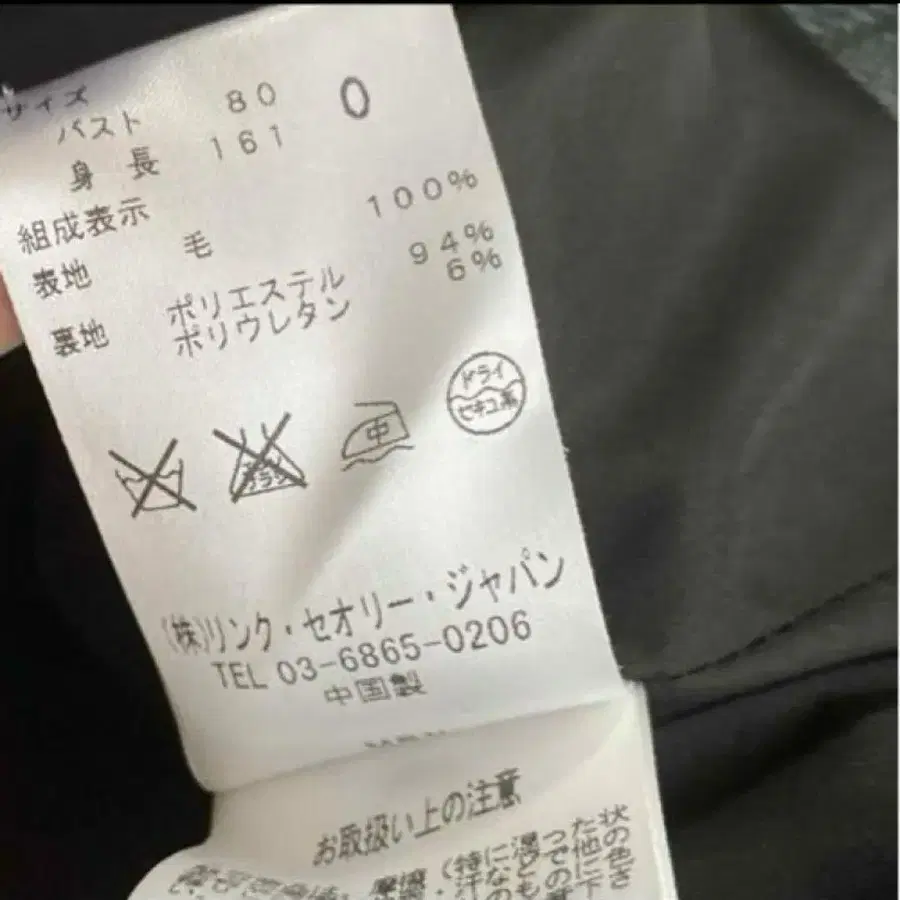 サイズ
バスト 80 0
身長 161
組成表示
表地 毛 100%
裏地 ポリエステル 94%
ポリウレタン 6%
中
ドライ
セキユ系
(株)リンク・セオリー・ジャパン
TEL 03-6865-0206
中国製
お取扱い上の注意